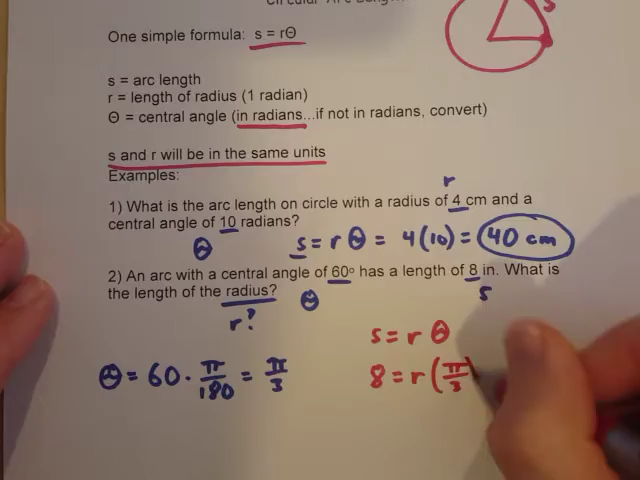 Circular Arc Length
One simple formula: s = rΘ
s
s = arc length
r = length of radius (1 radian)
Θ = central angle (in radians...if not in radians, convert)
s and r will be in the same units
Examples:
r
1) What is the arc length on circle with a radius of 4 cm and a
central angle of 10 radians?
Θ s = r Θ = 4(10) = 40 cm
2) An arc with a central angle of 60° has a length of 8 in. What is
the length of the radius? Θ s
r?
s = r Θ
Θ = 60 · π/180 = π/3
8 = r (π/3)